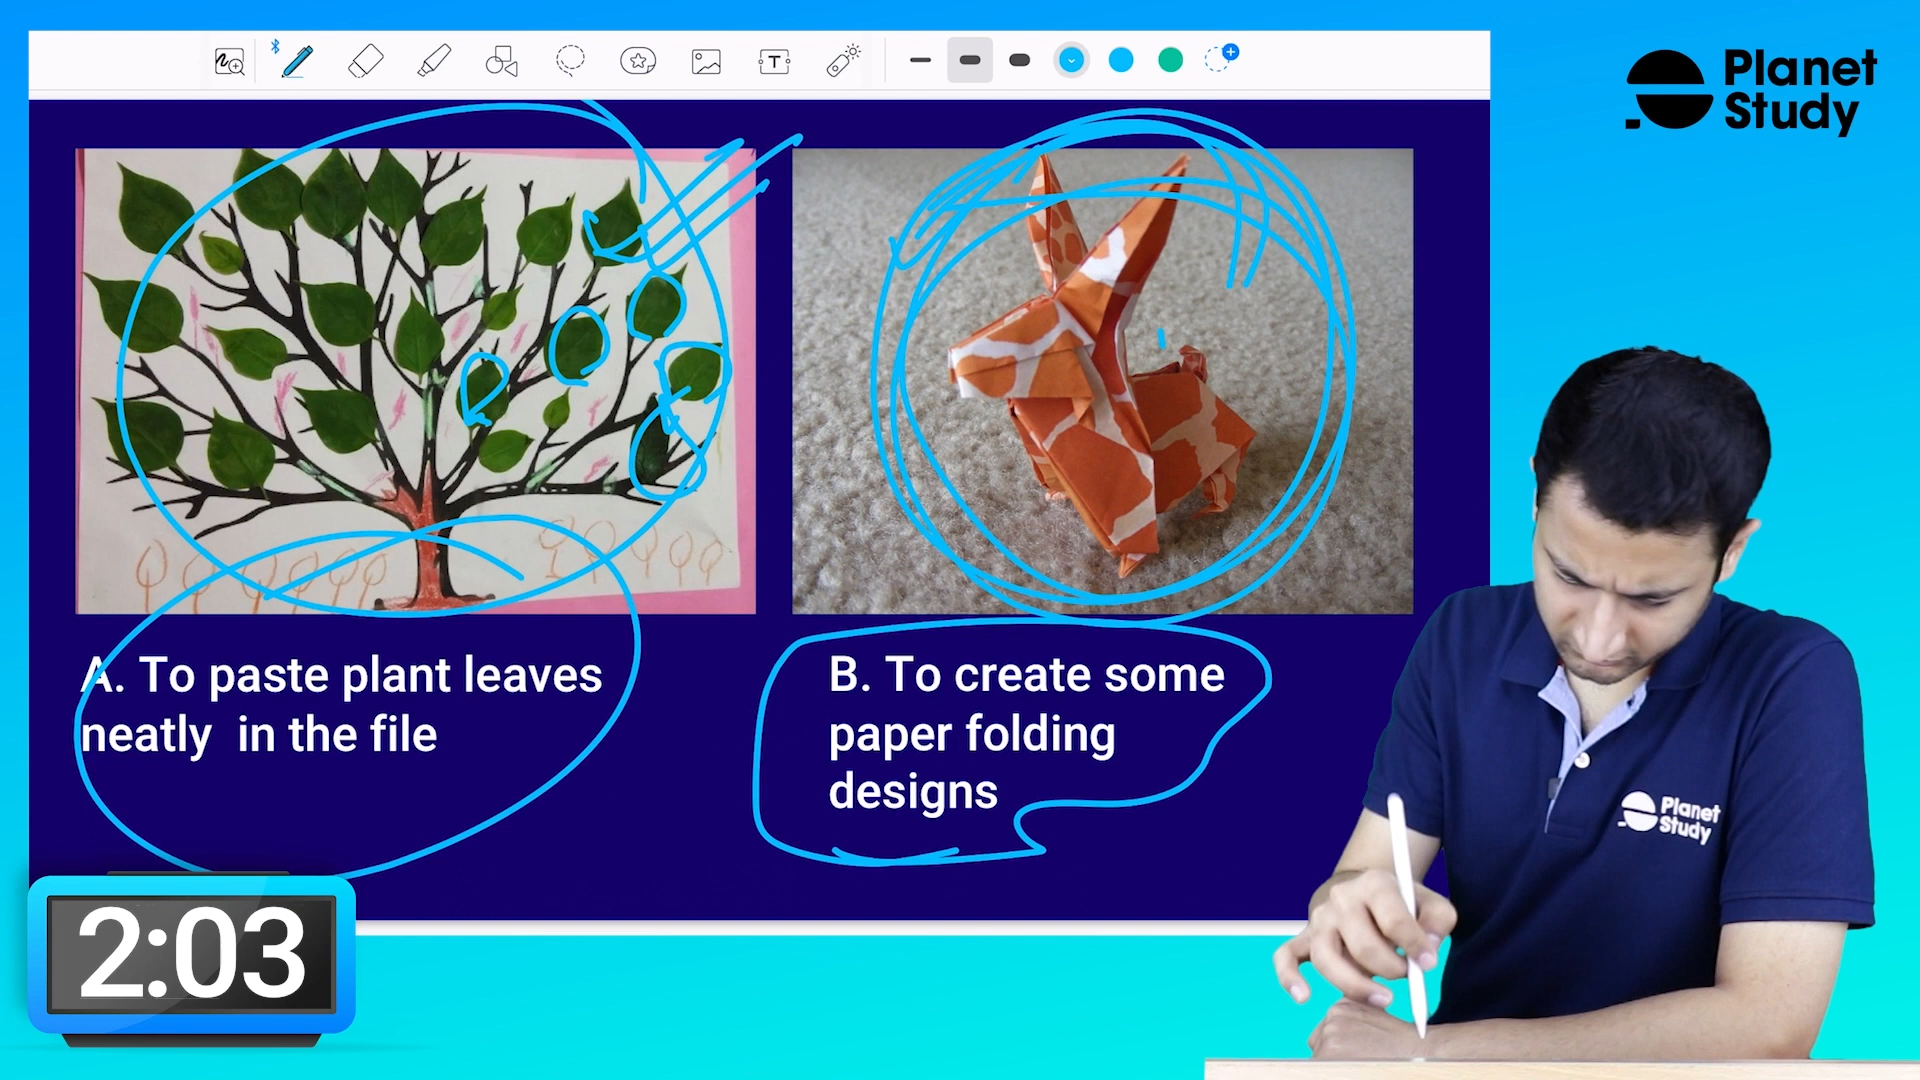 Planet
Study
A. To paste plant leaves
neatly in the file
B. To create some
paper folding
designs
Planet
Study
2:03